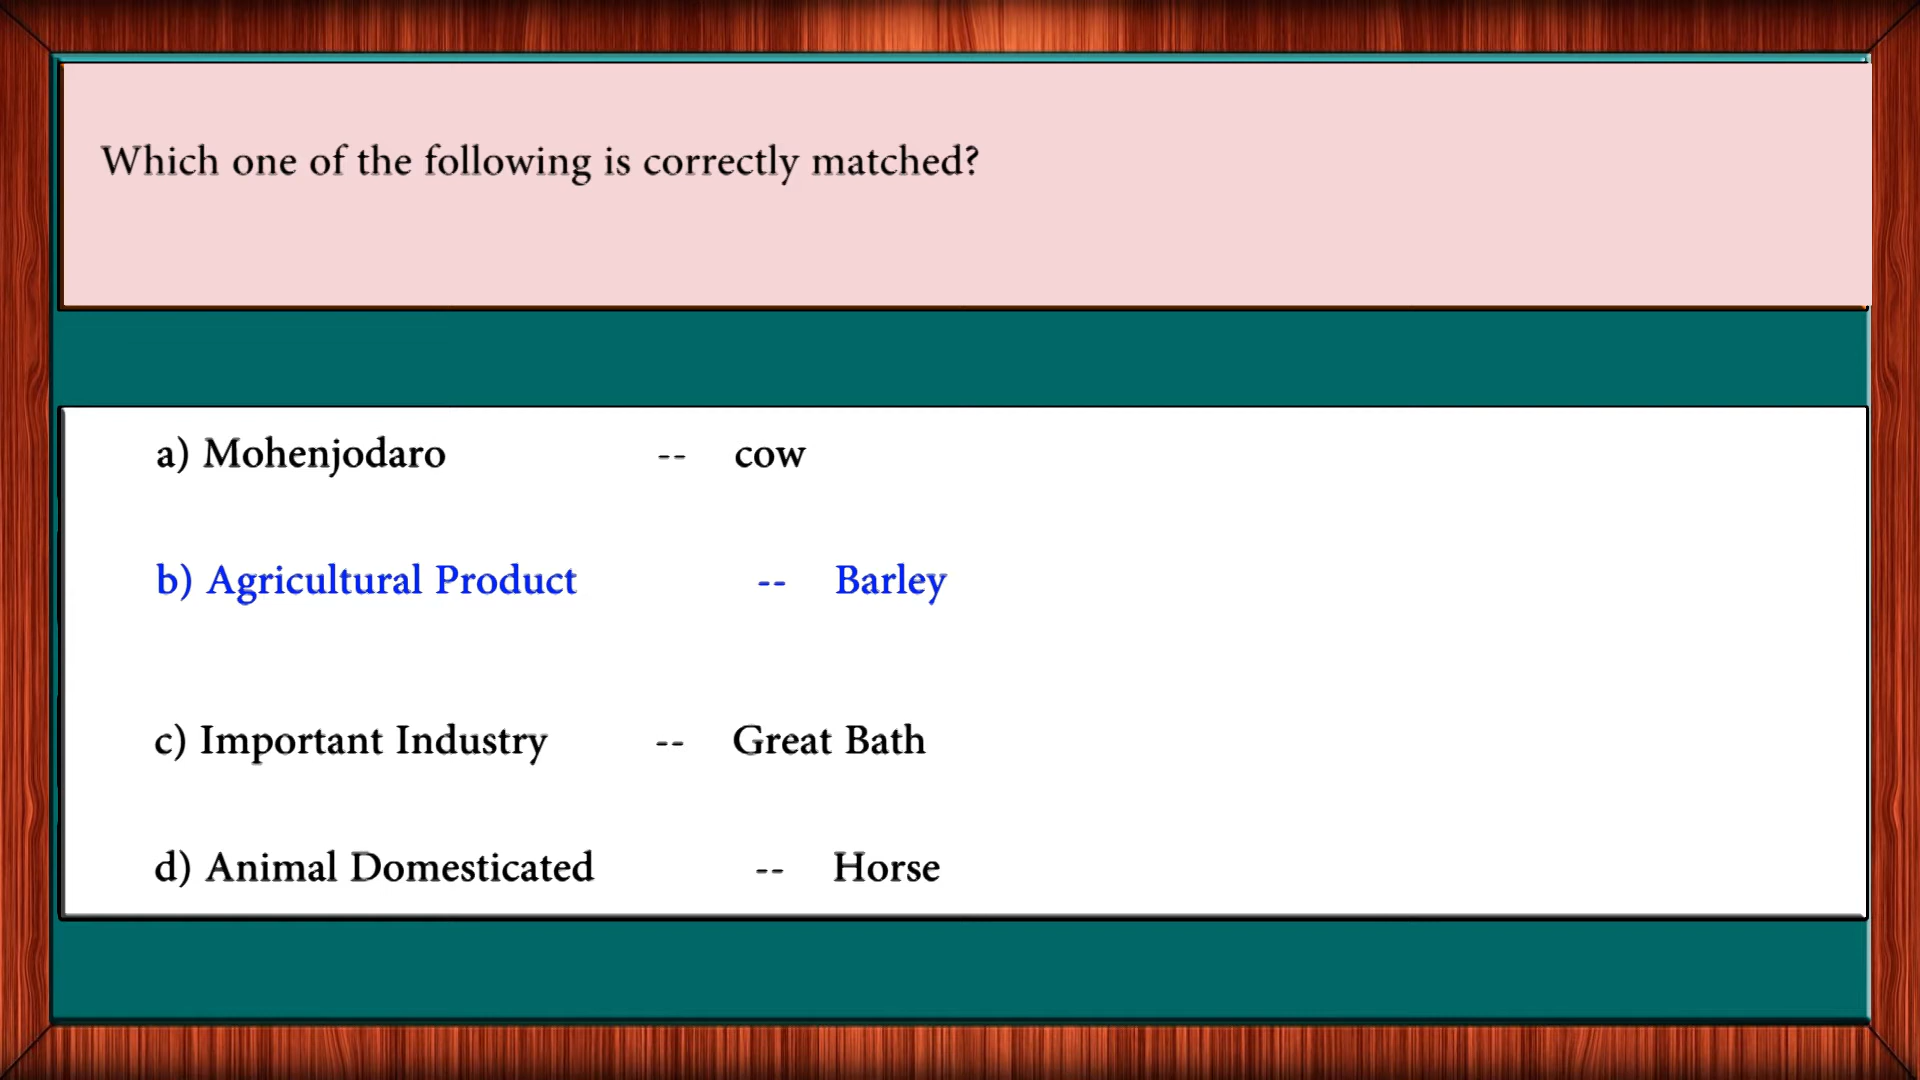 Which one of the following is correctly matched?
a) Mohenjodaro -- cow
b) Agricultural Product -- Barley
c) Important Industry -- Great Bath
d) Animal Domesticated -- Horse